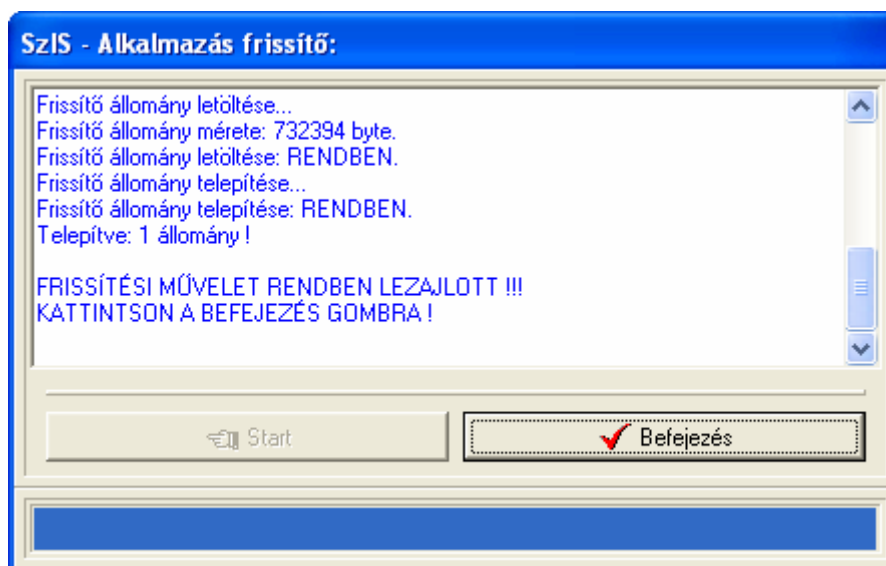 SzIS - Alkalmazás frissítő:
Frissítő állomány letöltése...
Frissítő állomány mérete: 732394 byte.
Frissítő állomány letöltése: RENDBEN.
Frissítő állomány telepítése...
Frissítő állomány telepítése: RENDBEN.
Telepítve: 1 állomány !
FRISSÍTÉSI MŰVELET RENDBEN LEZAJLOTT !!!
KATTINTSON A BEFEJEZÉS GOMBRA !
Start
Befejezés